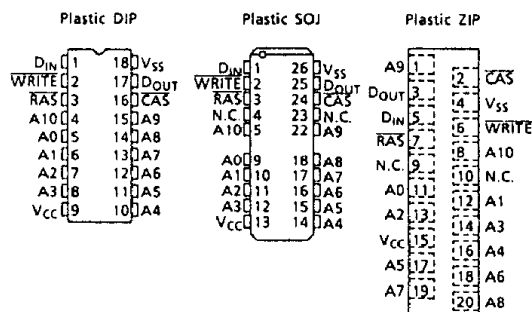 Plastic DIP Plastic SOJ Plastic ZIP
DIN 1 18 VSS
WRITE 2 17 DOUT
RAS 3 16 CAS
A10 4 15 A9
A0 5 14 A8
A1 6 13 A7
A2 7 12 A6
A3 8 11 A5
VCC 9 10 A4
DIN 1 26 VSS
WRITE 2 25 DOUT
RAS 3 24 CAS
N.C. 4 23 N.C.
A10 5 22 A9
A0 9 18 A8
A1 10 17 A7
A2 11 16 A6
A3 12 15 A5
VCC 13 14 A4
A9 1
2 CAS
DOUT 3
4 VSS
DIN 5
6 WRITE
RAS 7
8 A10
N.C. 9
10 N.C.
A0 11
12 A1
A2 13
14 A3
VCC 15
16 A4
A5 17
18 A6
A7 19
20 A8